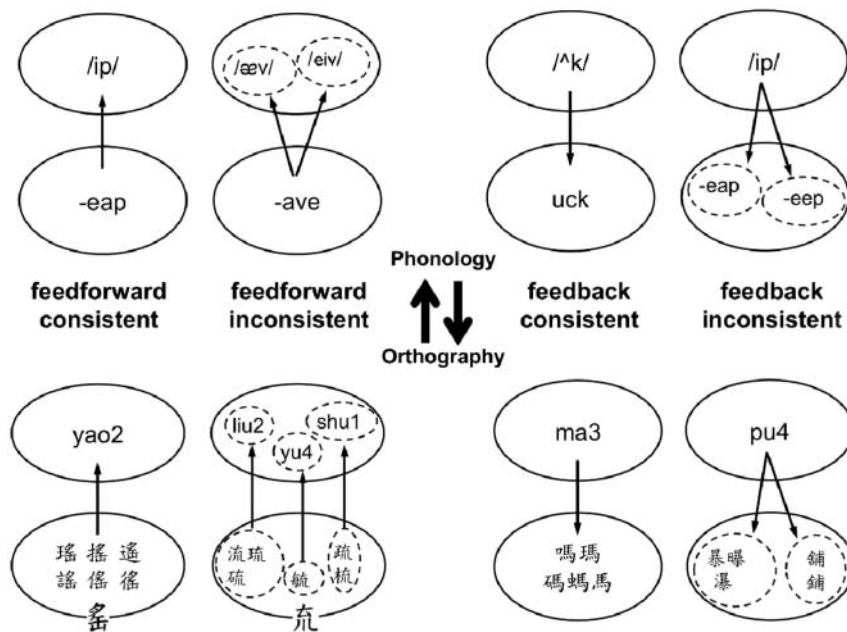 /ip/
/æv/ /eiv/
/^k/
/ip/
-eap
-ave
uck
-eap -eep
Phonology
feedforward consistent
feedforward inconsistent
feedback consistent
feedback inconsistent
Orthography
yao2
liu2 yu4 shu1
ma3
pu4
瑤 搖 遙
謠 傜 徭
䍃
流琉
硫
毓
疏
梳
㐬
嗎瑪
碼螞馬
暴曝
瀑
舖
鋪